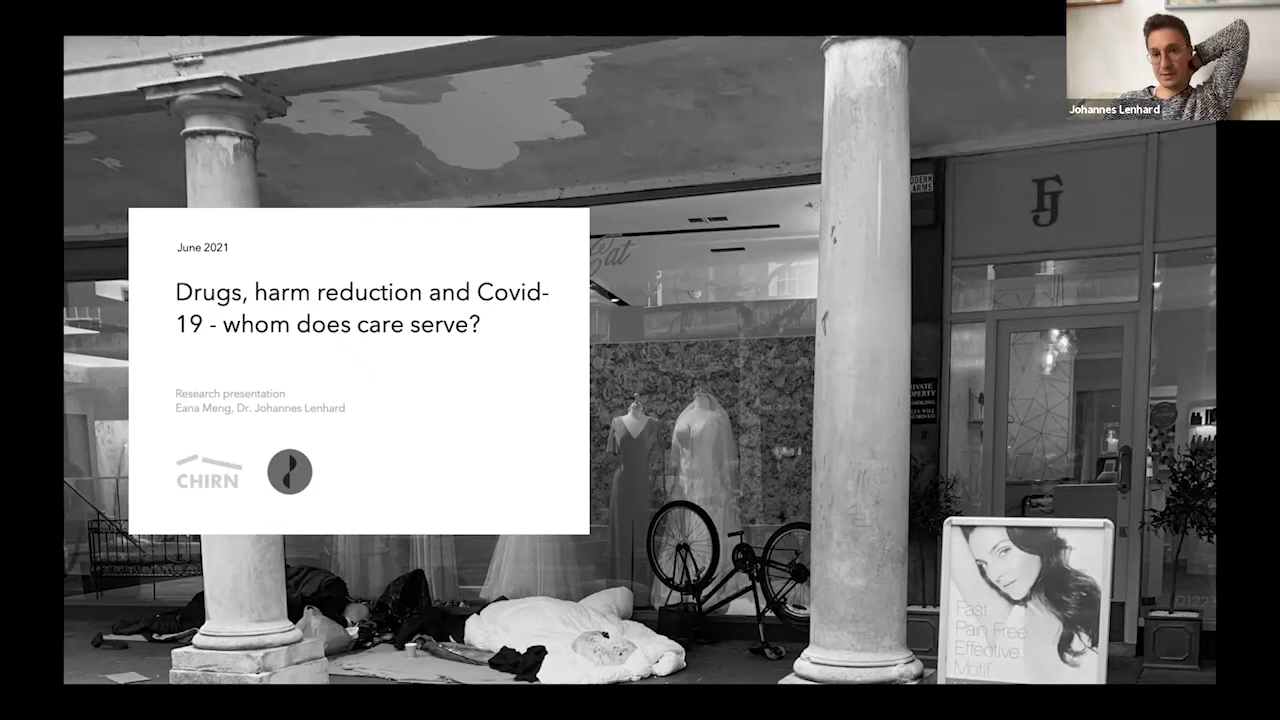 Johannes Lenhard
June 2021
Drugs, harm reduction and Covid-
19 - whom does care serve?
Research presentation
Eana Meng, Dr. Johannes Lenhard
CHIRN
Eat
Fast
Pain Free
Effective
Motif